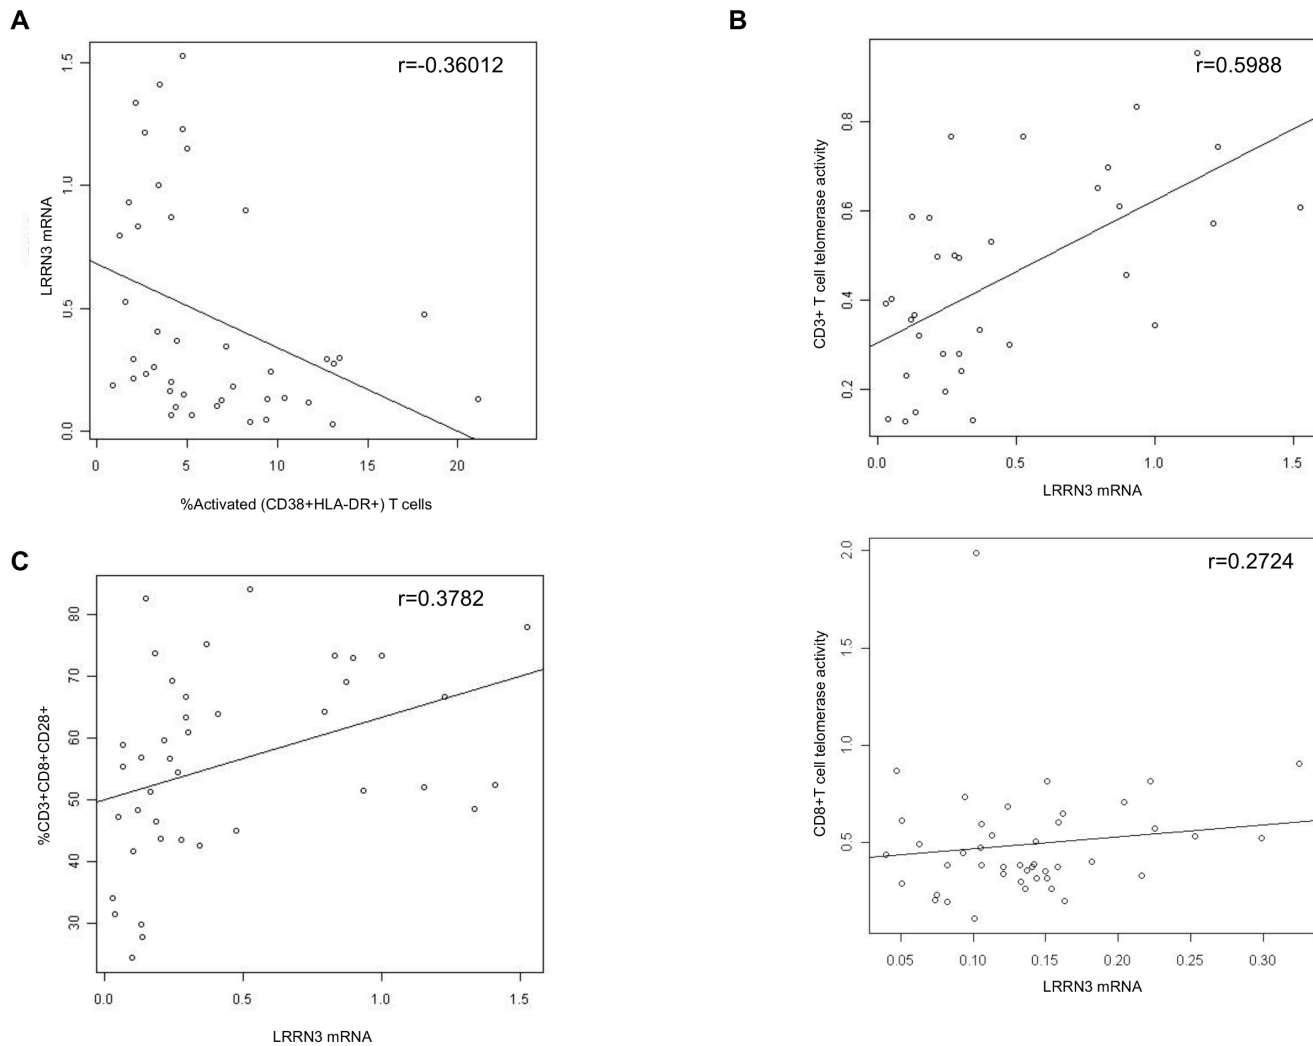 A
r=-0.36012
LRRN3 mRNA
0.0 0.5 1.0 1.5
0 5 10 15 20
%Activated (CD38+HLA-DR+) T cells
B
r=0.5988
CD3+ T cell telomerase activity
0.2 0.4 0.6 0.8
0.0 0.5 1.0 1.5
LRRN3 mRNA
C
r=0.3782
%CD3+CD8+CD28+
30 40 50 60 70 80
0.0 0.5 1.0 1.5
LRRN3 mRNA
r=0.2724
CD8+T cell telomerase activity
0.5 1.0 1.5 2.0
0.05 0.10 0.15 0.20 0.25 0.30
LRRN3 mRNA